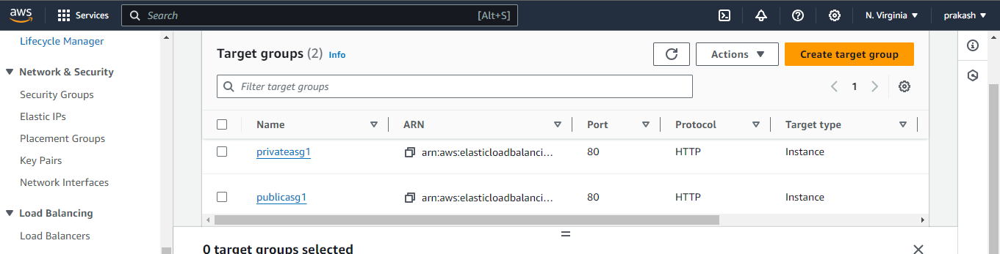 aws Services Search [Alt+S] N. Virginia prakash
Lifecycle Manager
Network & Security
Security Groups
Elastic IPs
Placement Groups
Key Pairs
Network Interfaces
Load Balancing
Load Balancers
Target groups (2) Info Actions Create target group
Filter target groups 1
Name ARN Port Protocol Target type
privateasg1 arn:aws:elasticloadbalanci... 80 HTTP Instance
publicasg1 arn:aws:elasticloadbalanci... 80 HTTP Instance
0 target groups selected